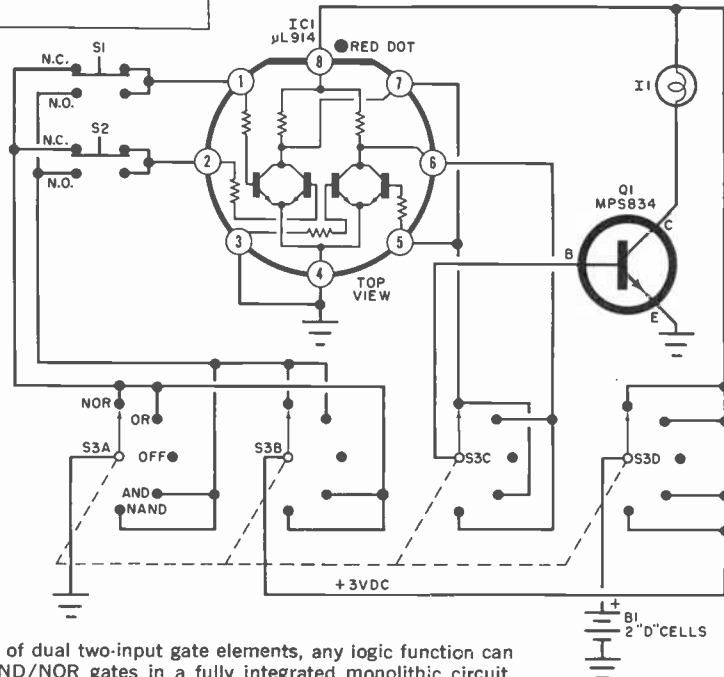 IC1
μL914
RED DOT
S1
N.C.
N.O.
S2
N.C.
N.O.
8
1
7
2
6
3
5
4
TOP
VIEW
I1
Q1
MPS834
B
C
E
NOR
OR
S3A
OFF
AND
NAND
S3B
S3C
S3D
+3VDC
+
B1
2 "D" CELLS
of dual two-input gate elements, any logic function can
ND/NOR gates in a fully integrated monolithic circuit